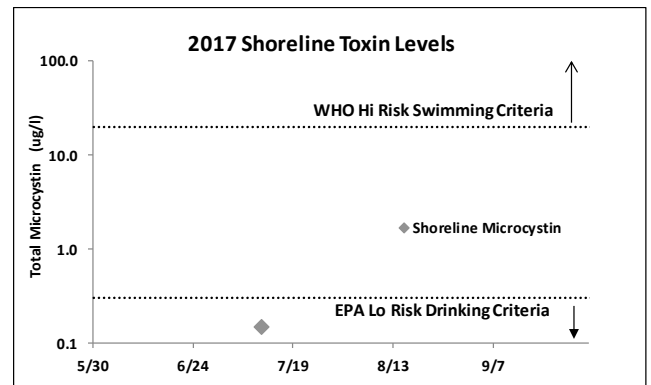 2017 Shoreline Toxin Levels
Total Microcystin (ug/l)
100.0
10.0
1.0
0.1
WHO Hi Risk Swimming Criteria
Shoreline Microcystin
EPA Lo Risk Drinking Criteria
5/30 6/24 7/19 8/13 9/7